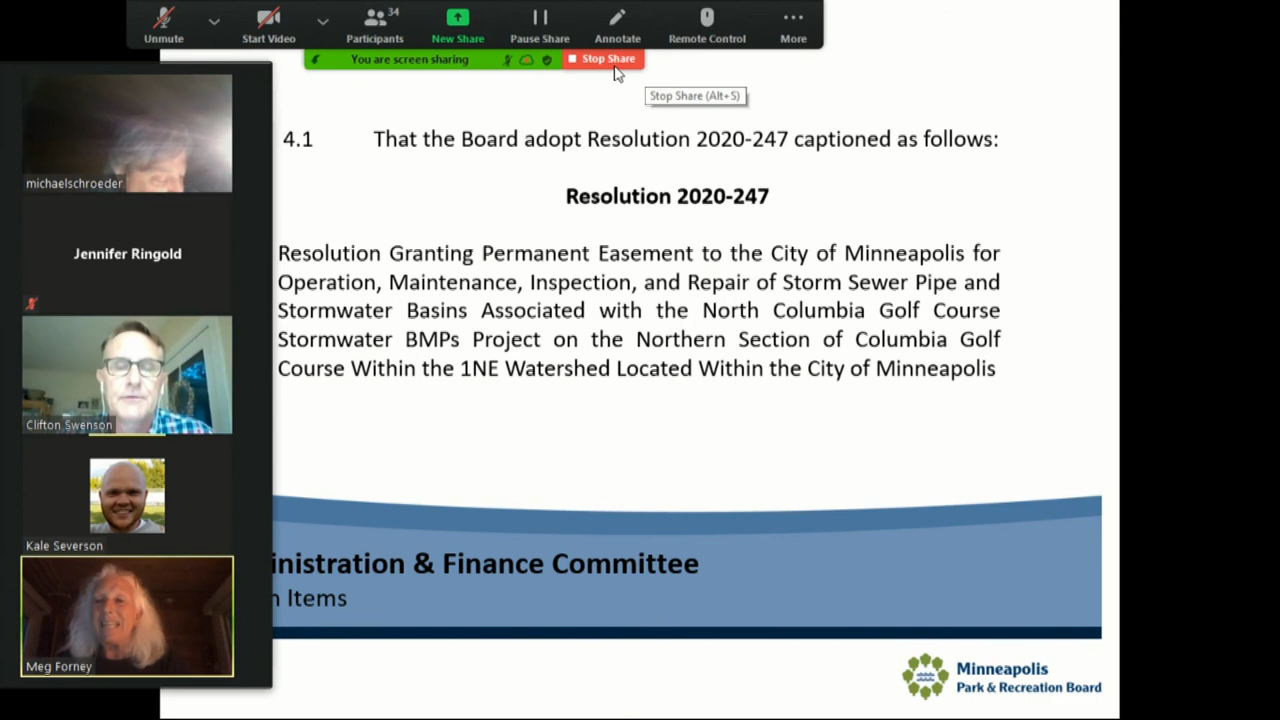 34
Unmute
Start Video
Participants
New Share
Pause Share
Annotate
Remote Control
More
You are screen sharing
Stop Share
Stop Share (Alt+S)
michaelschroeder
Jennifer Ringold
Clifton Swenson
Kale Severson
Meg Forney
4.1 That the Board adopt Resolution 2020-247 captioned as follows:
Resolution 2020-247
Resolution Granting Permanent Easement to the City of Minneapolis for
Operation, Maintenance, Inspection, and Repair of Storm Sewer Pipe and
Stormwater Basins Associated with the North Columbia Golf Course
Stormwater BMPs Project on the Northern Section of Columbia Golf
Course Within the 1NE Watershed Located Within the City of Minneapolis
inistration & Finance Committee
n Items
Minneapolis
Park & Recreation Board